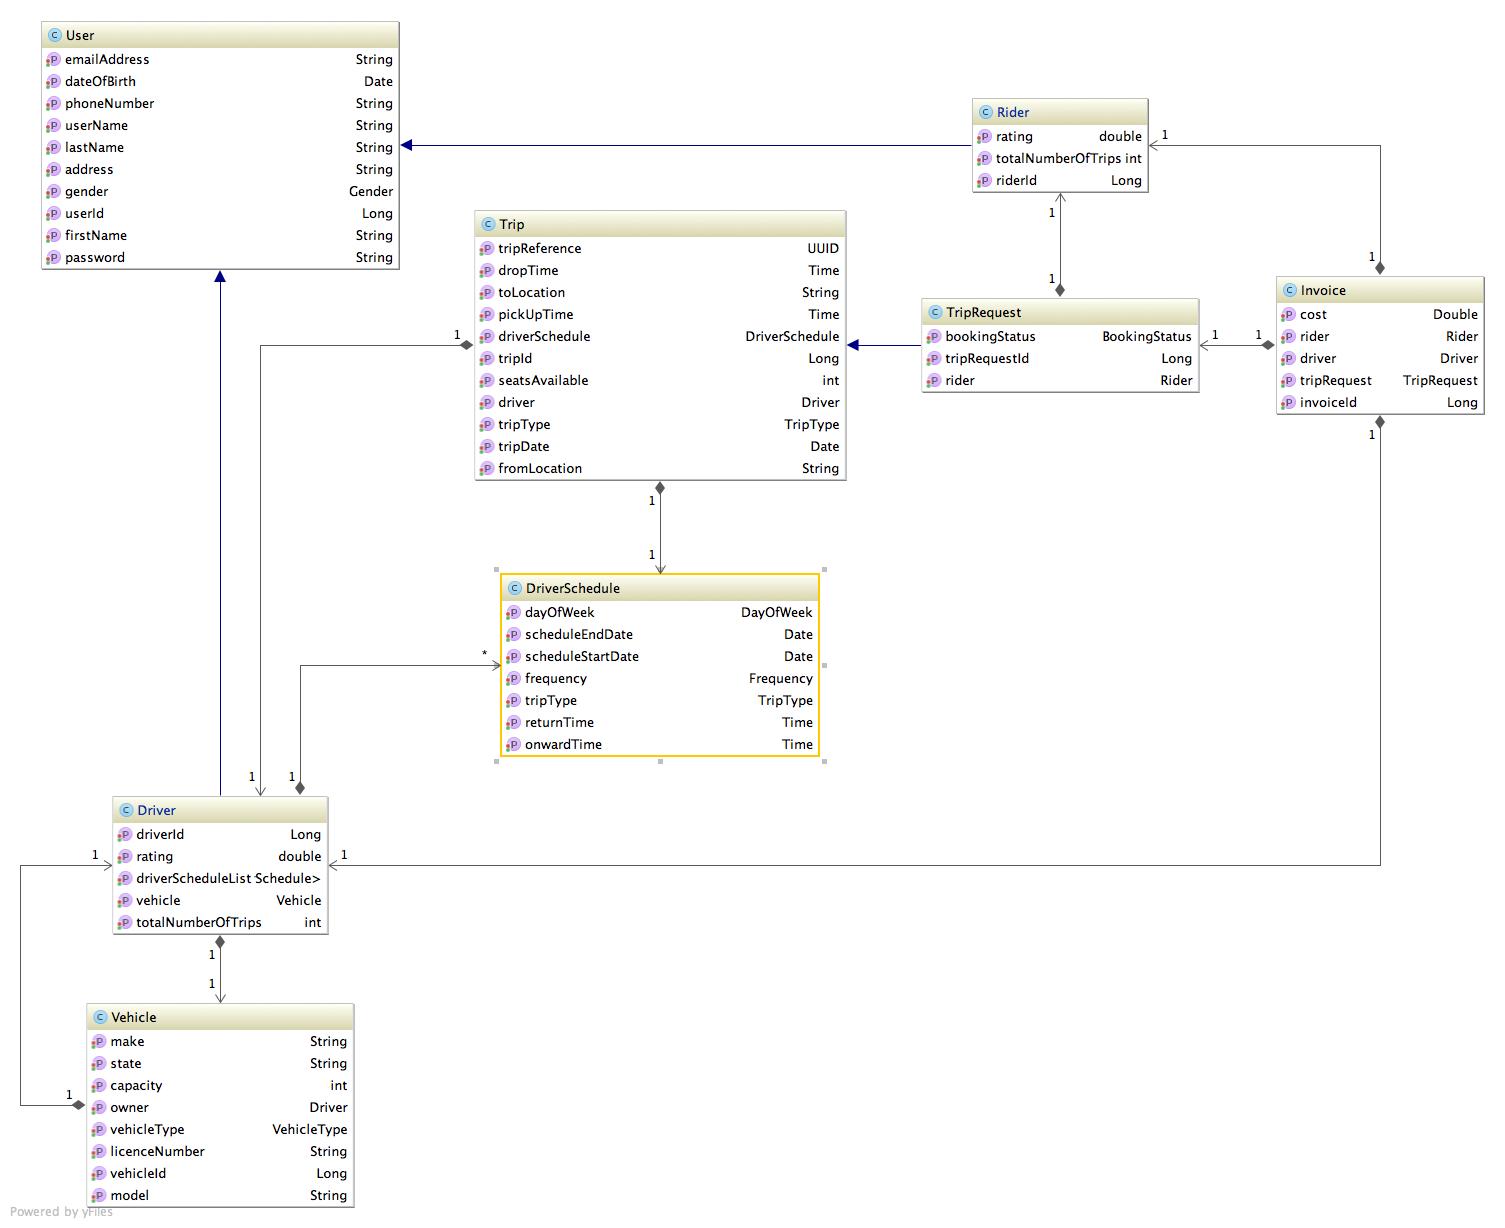 User
emailAddress String
dateOfBirth Date
phoneNumber String
userName String
lastName String
address String
gender Gender
userId Long
firstName String
password String
Rider
rating double
totalNumberOfTrips int
riderId Long
1
1
1
1
Trip
tripReference UUID
dropTime Time
toLocation String
pickUpTime Time
driverSchedule DriverSchedule
tripId Long
seatsAvailable int
driver Driver
tripType TripType
tripDate Date
fromLocation String
1
TripRequest
bookingStatus BookingStatus
tripRequestId Long
rider Rider
1 1
Invoice
cost Double
rider Rider
driver Driver
tripRequest TripRequest
invoiceId Long
1
1
1
DriverSchedule
dayOfWeek DayOfWeek
scheduleEndDate Date
scheduleStartDate Date
frequency Frequency
tripType TripType
returnTime Time
onwardTime Time
*
1 1
Driver
driverId Long
rating double
driverScheduleList Schedule>
vehicle Vehicle
totalNumberOfTrips int
1
1
1
1
Vehicle
make String
state String
capacity int
owner Driver
vehicleType VehicleType
licenceNumber String
vehicleId Long
model String
1
Powered by yFiles